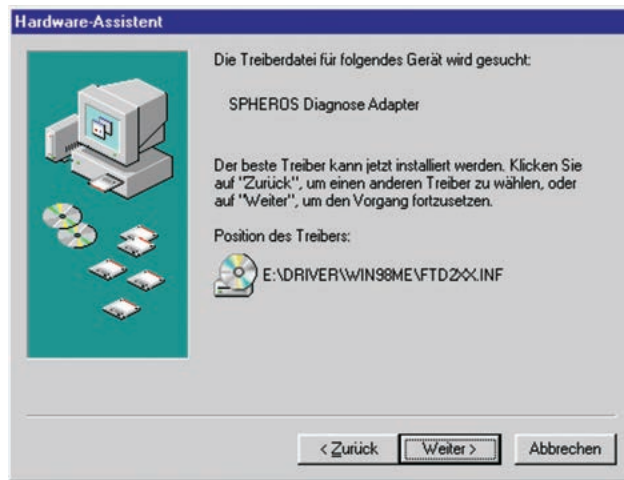 Hardware-Assistent
Die Treiberdatei für folgendes Gerät wird gesucht:
SPHEROS Diagnose Adapter
Der beste Treiber kann jetzt installiert werden. Klicken Sie
auf "Zurück", um einen anderen Treiber zu wählen, oder
auf "Weiter", um den Vorgang fortzusetzen.
Position des Treibers:
E:\DRIVER\WIN98ME\FTD2XX.INF
< Zurück
Weiter >
Abbrechen